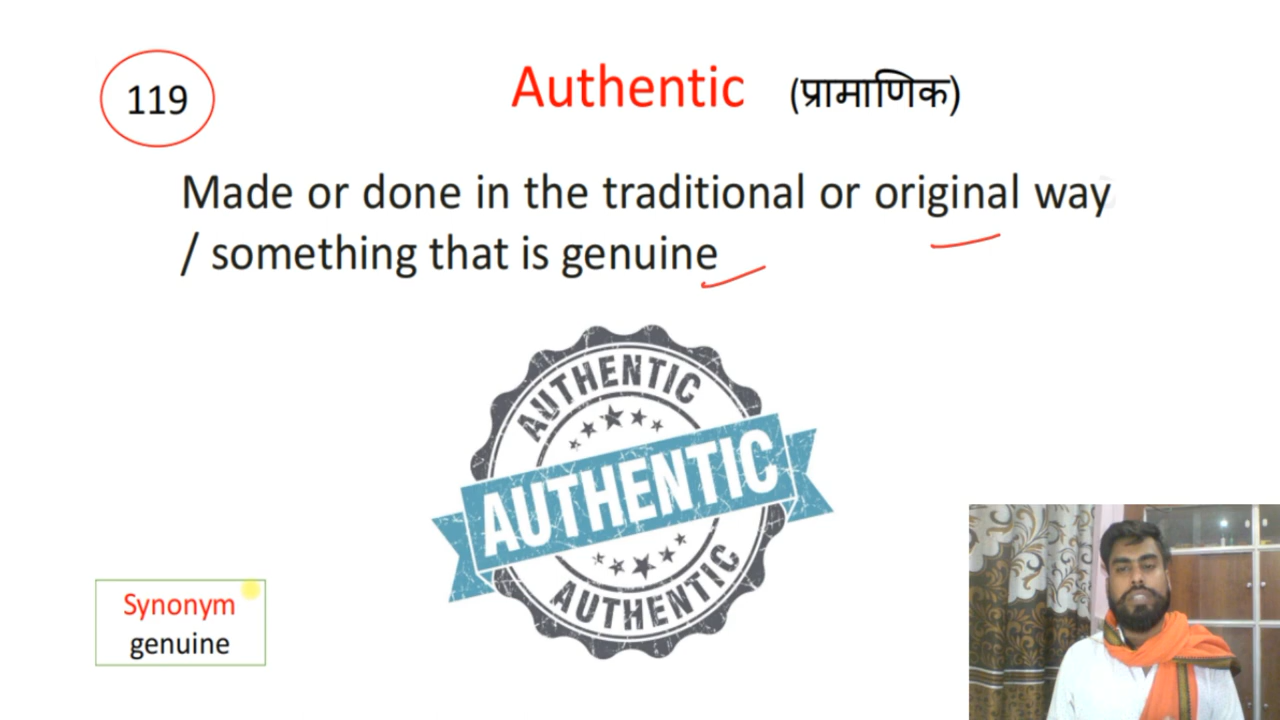 119
Authentic (प्रामाणिक)
Made or done in the traditional or original way
/ something that is genuine
AUTHENTIC
AUTHENTIC
AUTHENTIC
Synonym
genuine